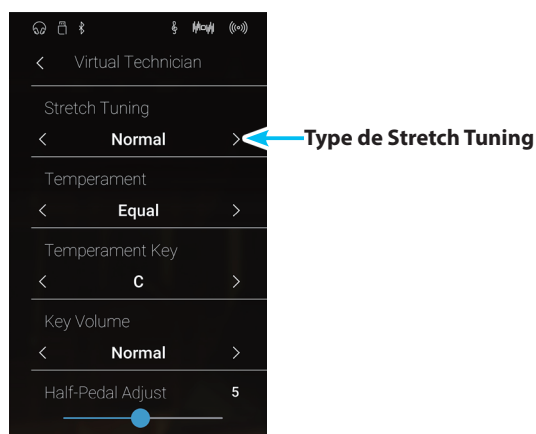 Virtual Technician
Stretch Tuning
Normal
Type de Stretch Tuning
Temperament
Equal
Temperament Key
C
Key Volume
Normal
Half-Pedal Adjust 5